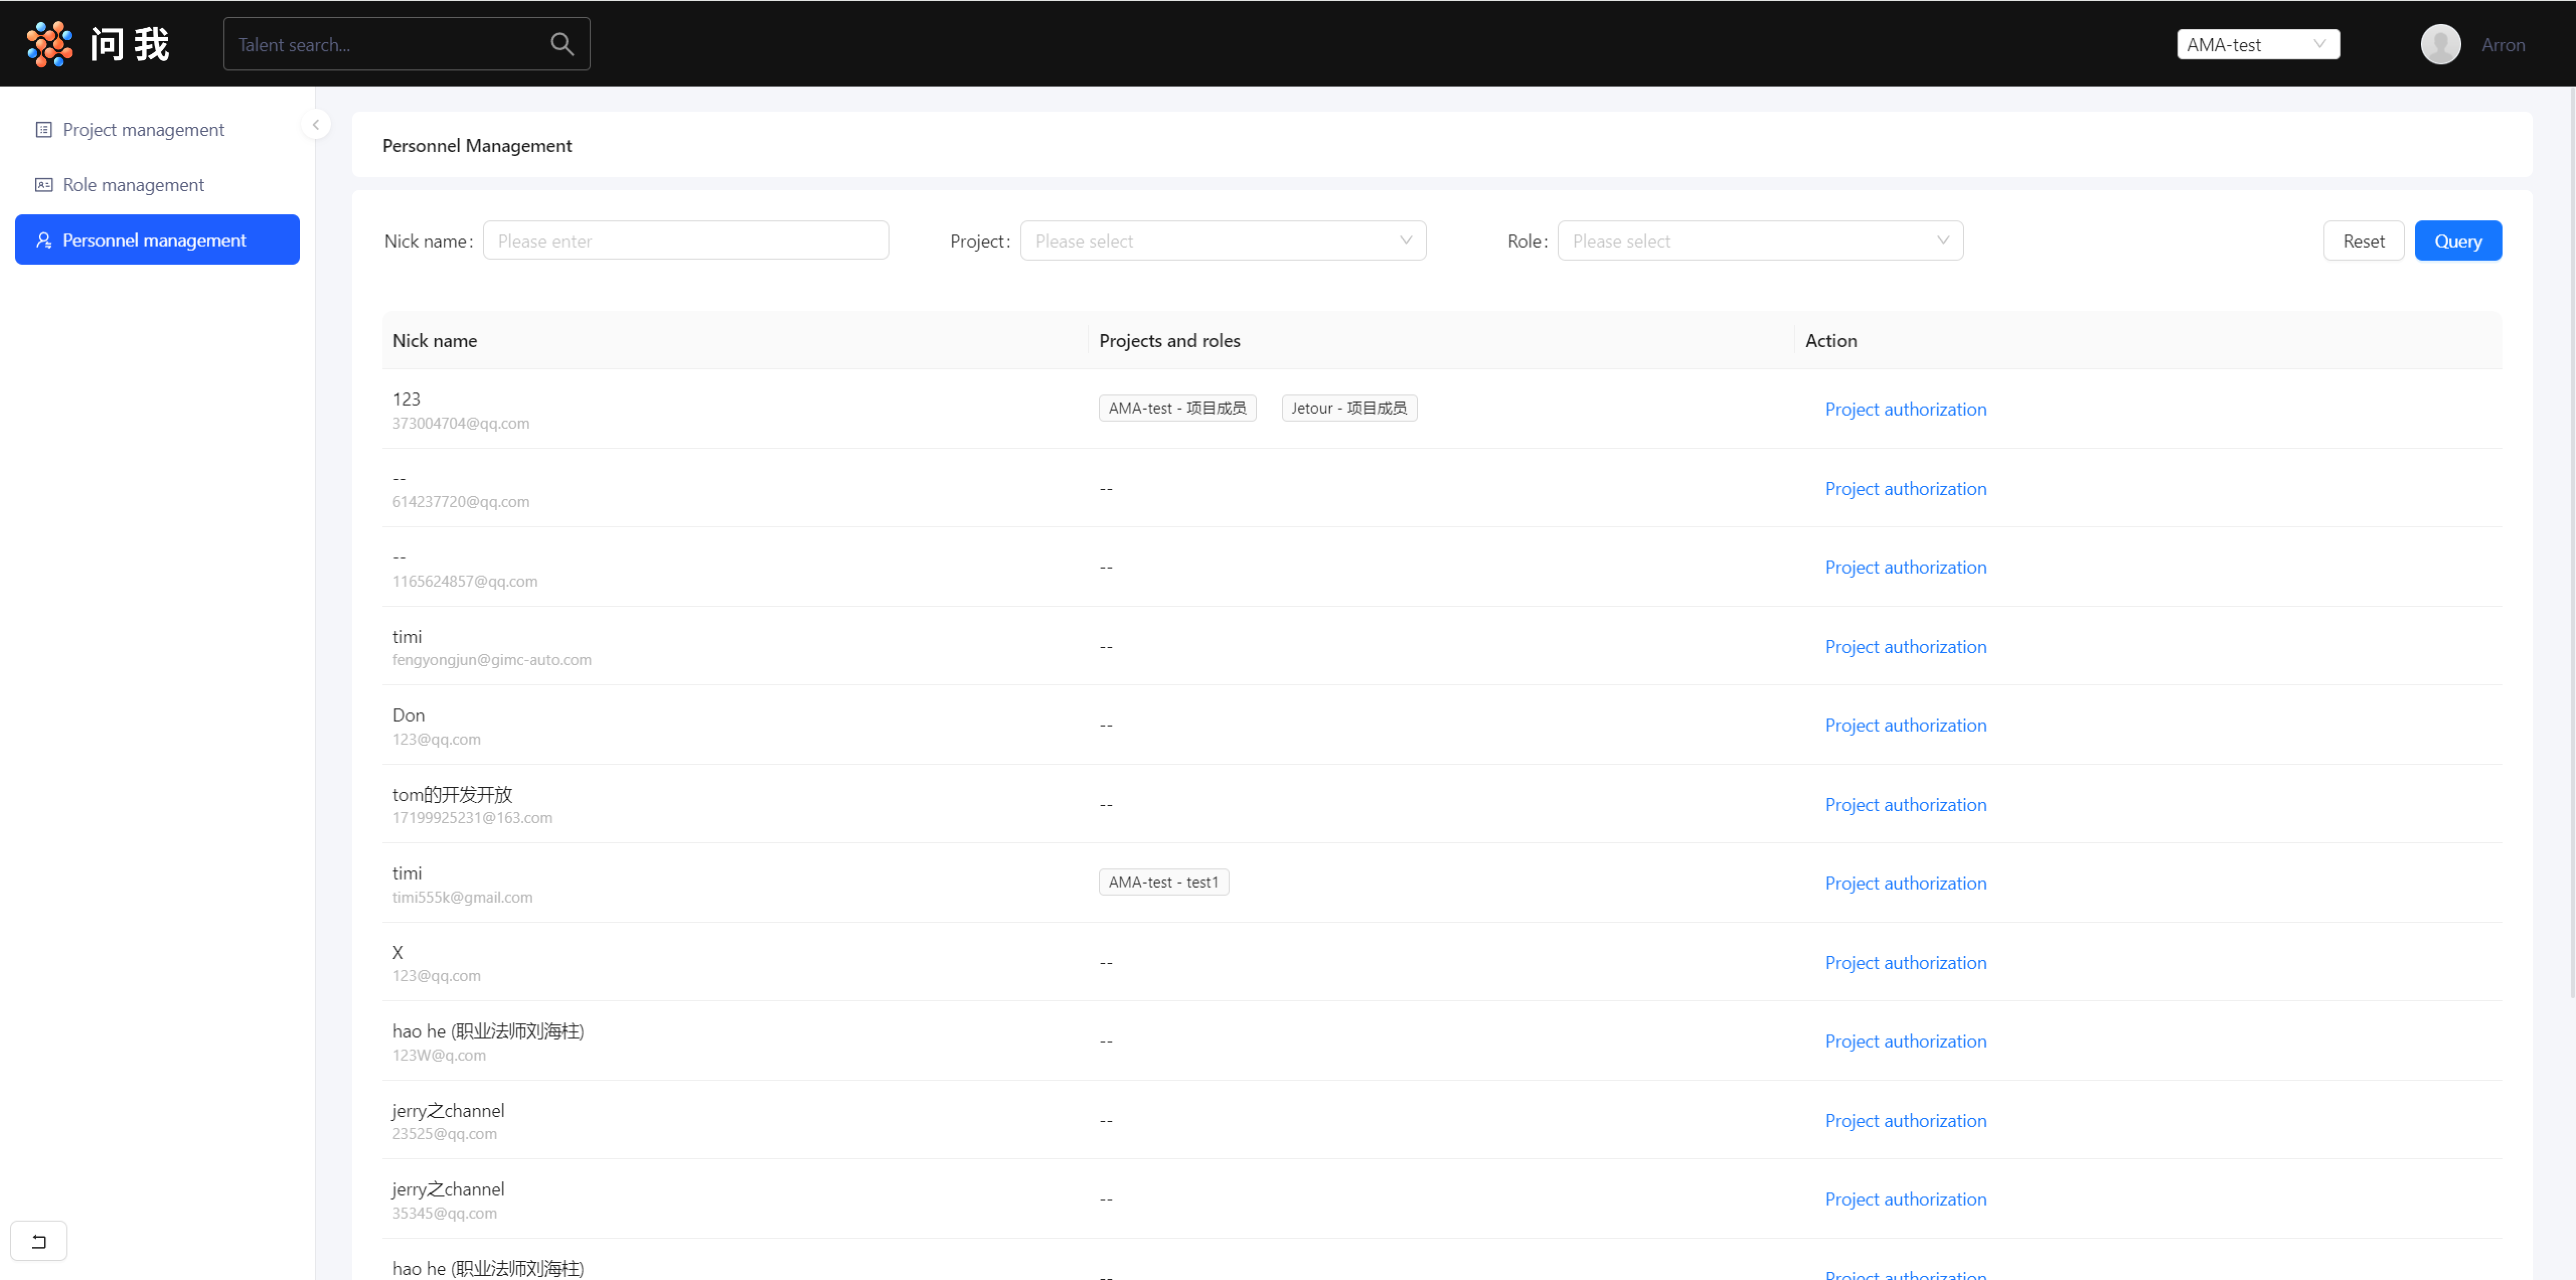 问我
Talent search...
AMA-test
Arron
Project management
Role management
Personnel management
Personnel Management
Nick name: Please enter
Project: Please select
Role: Please select
Reset
Query
Nick name Projects and roles Action
123
373004704@qq.com
AMA-test - 项目成员 Jetour - 项目成员
Project authorization
--
614237720@qq.com
--
Project authorization
--
1165624857@qq.com
--
Project authorization
timi
fengyongjun@gimc-auto.com
--
Project authorization
Don
123@qq.com
--
Project authorization
tom的开发开放
17199925231@163.com
--
Project authorization
timi
timi555k@gmail.com
AMA-test - test1
Project authorization
X
123@qq.com
--
Project authorization
hao he (职业法师刘海柱)
123W@q.com
--
Project authorization
jerry之channel
23525@qq.com
--
Project authorization
jerry之channel
35345@qq.com
--
Project authorization
hao he (职业法师刘海柱)
--
Project authorization